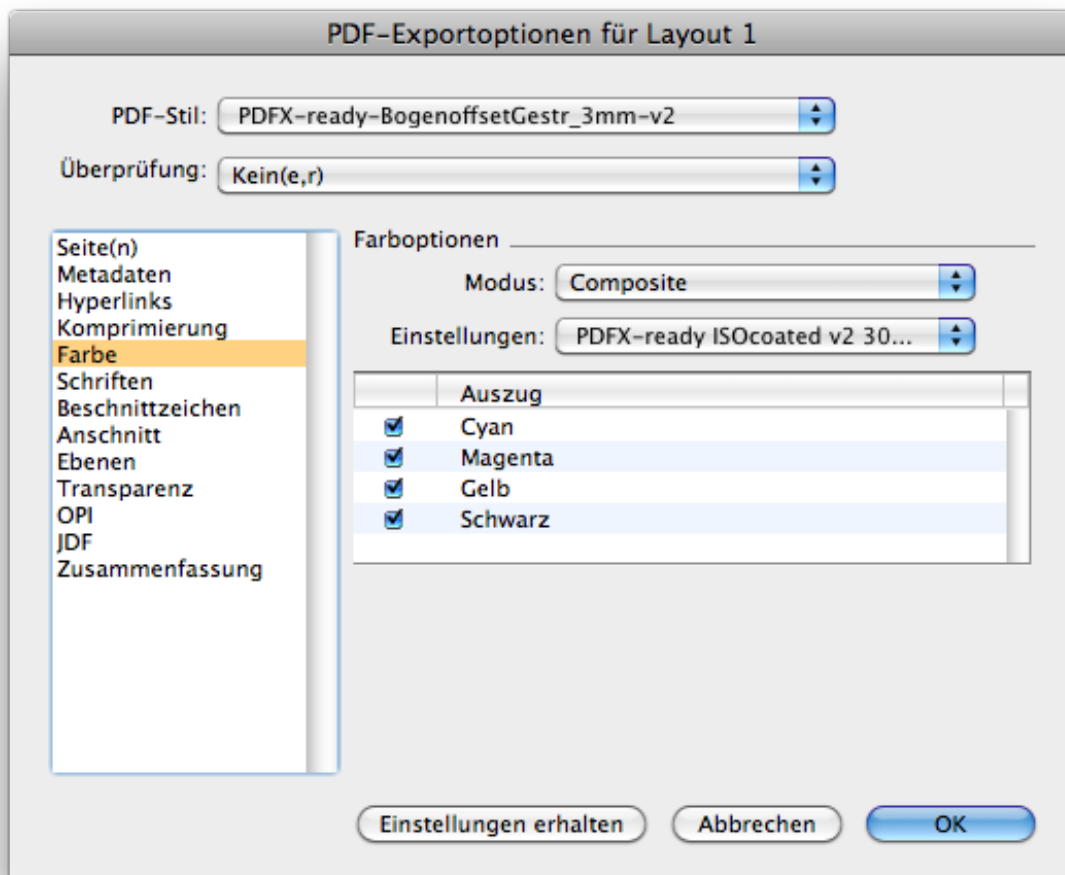 PDF-Exportoptionen für Layout 1
PDF-Stil: PDFX-ready-BogenoffsetGestr_3mm-v2
Überprüfung: Kein(e,r)
Seite(n)
Metadaten
Hyperlinks
Komprimierung
Farbe
Schriften
Beschnittzeichen
Anschnitt
Ebenen
Transparenz
OPI
JDF
Zusammenfassung
Farboptionen
Modus: Composite
Einstellungen: PDFX-ready ISOcoated v2 30...
Auszug
Cyan
Magenta
Gelb
Schwarz
Einstellungen erhalten Abbrechen OK